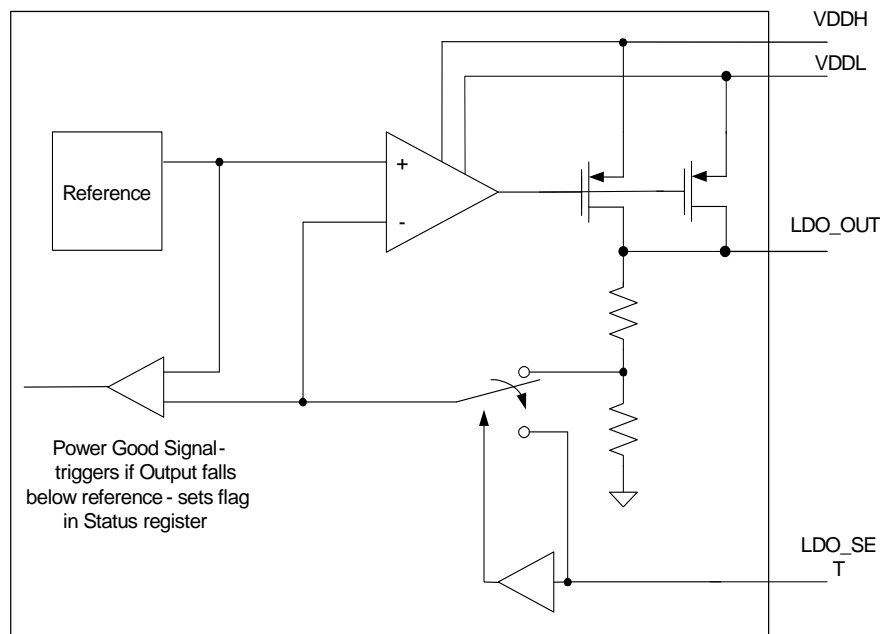 VDDH
VDDL
Reference
+
-
LDO_OUT
Power Good Signal-
triggers if Output falls
below reference - sets flag
in Status register
LDO_SE
T